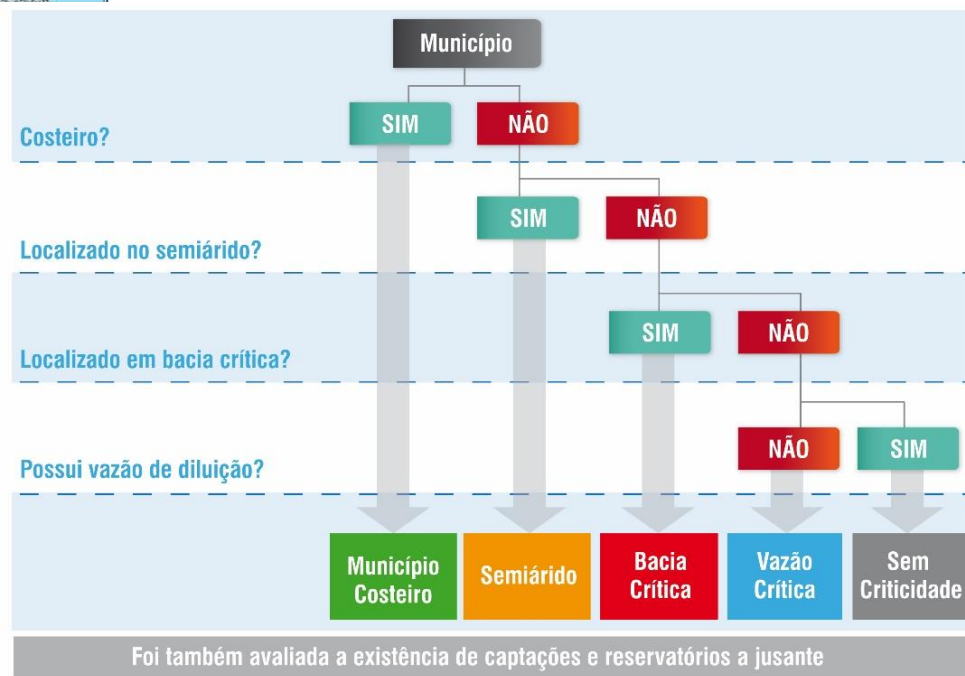 Município
Costeiro?
SIM
NÃO
Localizado no semiárido?
SIM
NÃO
Localizado em bacia crítica?
SIM
NÃO
Possui vazão de diluição?
NÃO
SIM
Município
Costeiro
Semiárido
Bacia
Crítica
Vazão
Crítica
Sem
Criticidade
Foi também avaliada a existência de captações e reservatórios a jusante